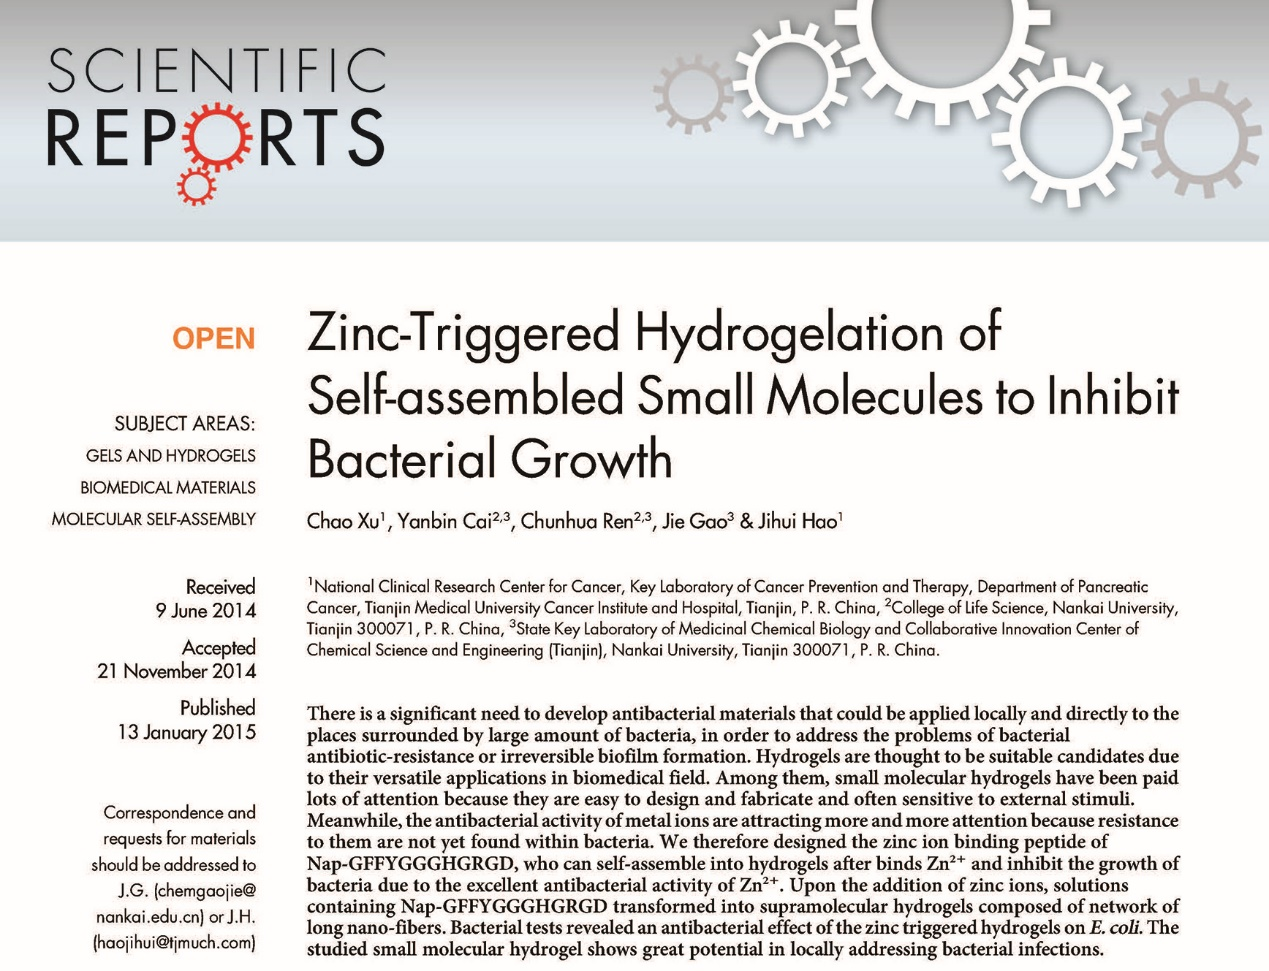 SCIENTIFIC
REPORTS
OPEN
SUBJECT AREAS:
GELS AND HYDROGELS
BIOMEDICAL MATERIALS
MOLECULAR SELF-ASSEMBLY
Received
9 June 2014
Accepted
21 November 2014
Published
13 January 2015
Correspondence and
requests for materials
should be addressed to
J.G. (chemgaojie@
nankai.edu.cn) or J.H.
(haojihui@tjmuch.com)
Zinc-Triggered Hydrogelation of
Self-assembled Small Molecules to Inhibit
Bacterial Growth
Chao Xu¹, Yanbin Cai²,³, Chunhua Ren²,³, Jie Gao³ & Jihui Hao¹
¹National Clinical Research Center for Cancer, Key Laboratory of Cancer Prevention and Therapy, Department of Pancreatic
Cancer, Tianjin Medical University Cancer Institute and Hospital, Tianjin, P. R. China, ²College of Life Science, Nankai University,
Tianjin 300071, P. R. China, ³State Key Laboratory of Medicinal Chemical Biology and Collaborative Innovation Center of
Chemical Science and Engineering (Tianjin), Nankai University, Tianjin 300071, P. R. China.
There is a significant need to develop antibacterial materials that could be applied locally and directly to the
places surrounded by large amount of bacteria, in order to address the problems of bacterial
antibiotic-resistance or irreversible biofilm formation. Hydrogels are thought to be suitable candidates due
to their versatile applications in biomedical field. Among them, small molecular hydrogels have been paid
lots of attention because they are easy to design and fabricate and often sensitive to external stimuli.
Meanwhile, the antibacterial activity of metal ions are attracting more and more attention because resistance
to them are not yet found within bacteria. We therefore designed the zinc ion binding peptide of
Nap-GFFYGGGHGRGD, who can self-assemble into hydrogels after binds Zn²⁺ and inhibit the growth of
bacteria due to the excellent antibacterial activity of Zn²⁺. Upon the addition of zinc ions, solutions
containing Nap-GFFYGGGHGRGD transformed into supramolecular hydrogels composed of network of
long nano-fibers. Bacterial tests revealed an antibacterial effect of the zinc triggered hydrogels on E. coli. The
studied small molecular hydrogel shows great potential in locally addressing bacterial infections.